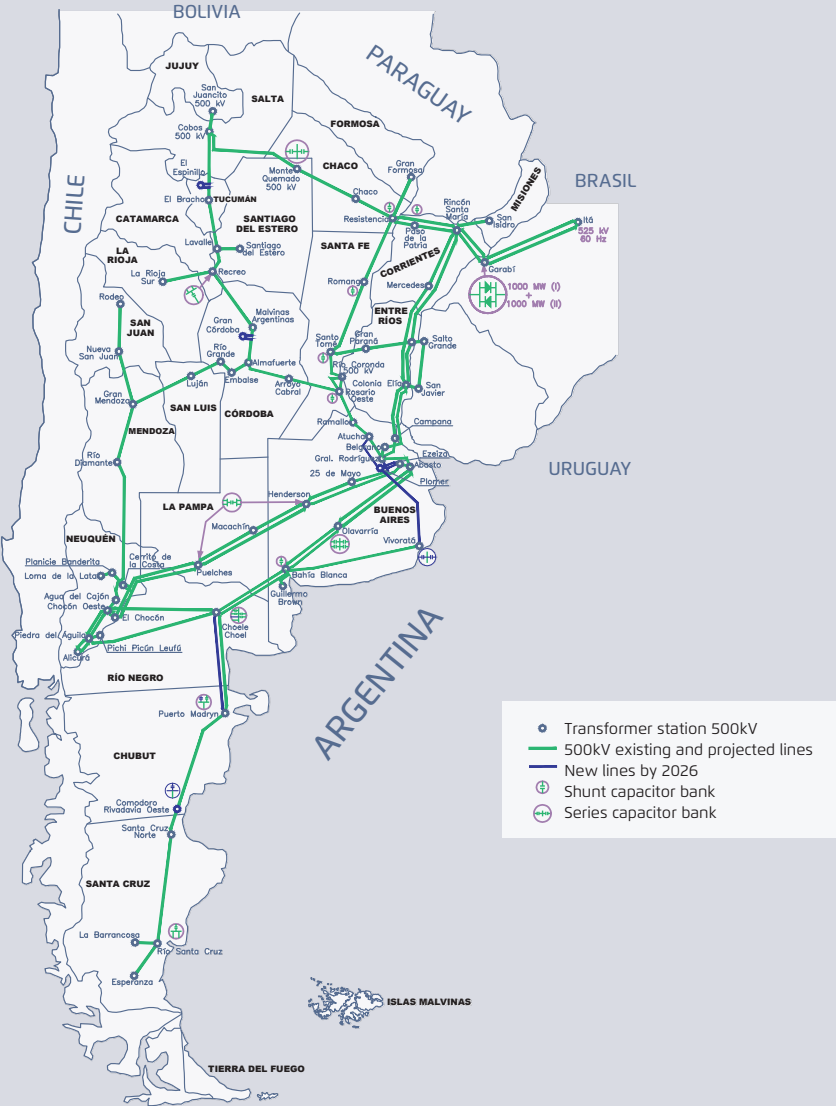 BOLIVIA
PARAGUAY
CHILE
BRASIL
URUGUAY
ARGENTINA
JUJUY
San
Juancito
500 kV
SALTA
Cobos
500 kV
FORMOSA
El
Espinillo
Monte
Quemado
500 kV
CHACO
Gran
Formosa
MISIONES
El Bracho
TUCUMÁN
Chaco
Rincón
Santa
María
San
Isidro
Itá
525 kV
60 Hz
CATAMARCA
SANTIAGO
DEL ESTERO
Resistencia
Paso
de la
Patria
Lavalle
Santiago
del Estero
SANTA FE
CORRIENTES
Garabí
LA
RIOJA
La Rioja
Sur
Recreo
Romang
Mercedes
1000 MW (I)
+
1000 MW (II)
Rodeo
SAN
JUAN
Gran
Córdoba
Malvinas
Argentinas
ENTRE
RÍOS
Nueva
San Juan
Río
Grande
Santo
Tomé
Gran
Paraná
Salto
Grande
Almafuerte
Embalse
Luján
Arroyo
Cabral
Río Coronda
500 kV
Colonia Elía
San
Javier
Rosario
Oeste
Gran
Mendoza
SAN LUIS
CÓRDOBA
MENDOZA
Ramallo
Atucha
Campana
Belgrano
Río
Diamante
Gral. Rodríguez
Ezeiza
Abasto
25 de Mayo
Plomer
Henderson
LA PAMPA
BUENOS
AIRES
Macachín
Olavarría
Vivoratá
NEUQUÉN
Planicie Banderita
Cerrito de
la Costa
Puelches
Loma de la Lata
Bahía Blanca
Agua del Cajón
Guillermo
Brown
Chocón Oeste
El Chocón
Choele
Choel
Piedra del Águila
Pichi Picún Leufú
Alicurá
RÍO NEGRO
Puerto Madryn
CHUBUT
Comodoro
Rivadavia Oeste
Santa Cruz
Norte
SANTA CRUZ
La Barrancosa
Río Santa Cruz
Esperanza
ISLAS MALVINAS
TIERRA DEL FUEGO
Transformer station 500kV
500kV existing and projected lines
New lines by 2026
Shunt capacitor bank
Series capacitor bank